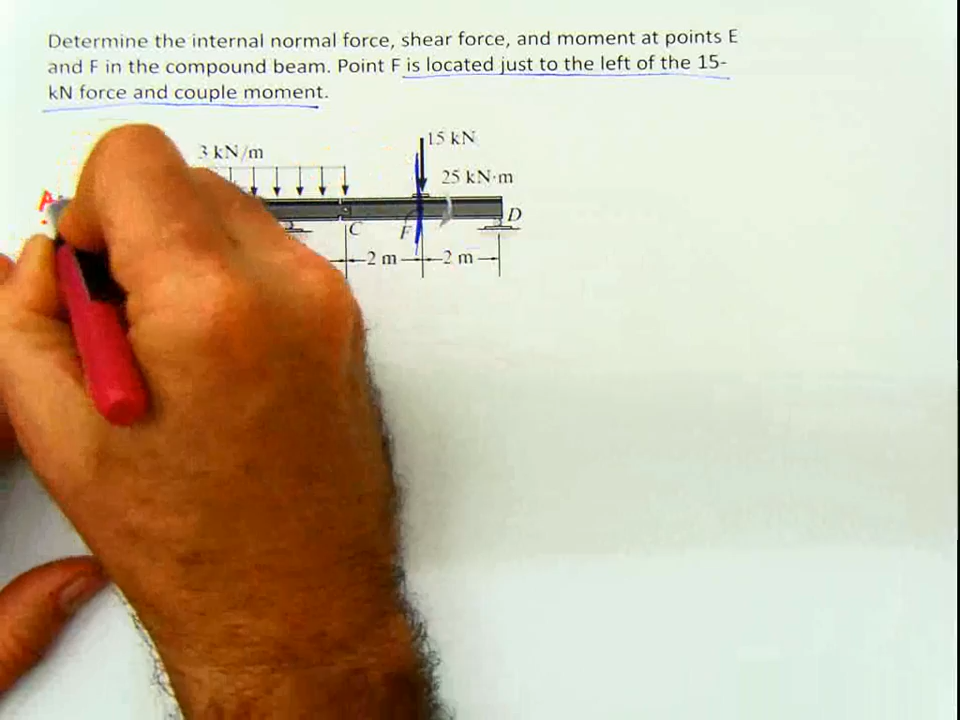 Determine the internal normal force, shear force, and moment at points E
and F in the compound beam. Point F is located just to the left of the 15-
kN force and couple moment.
15 kN
3 kN/m
25 kN·m
A
C
F
D
2 m
2 m